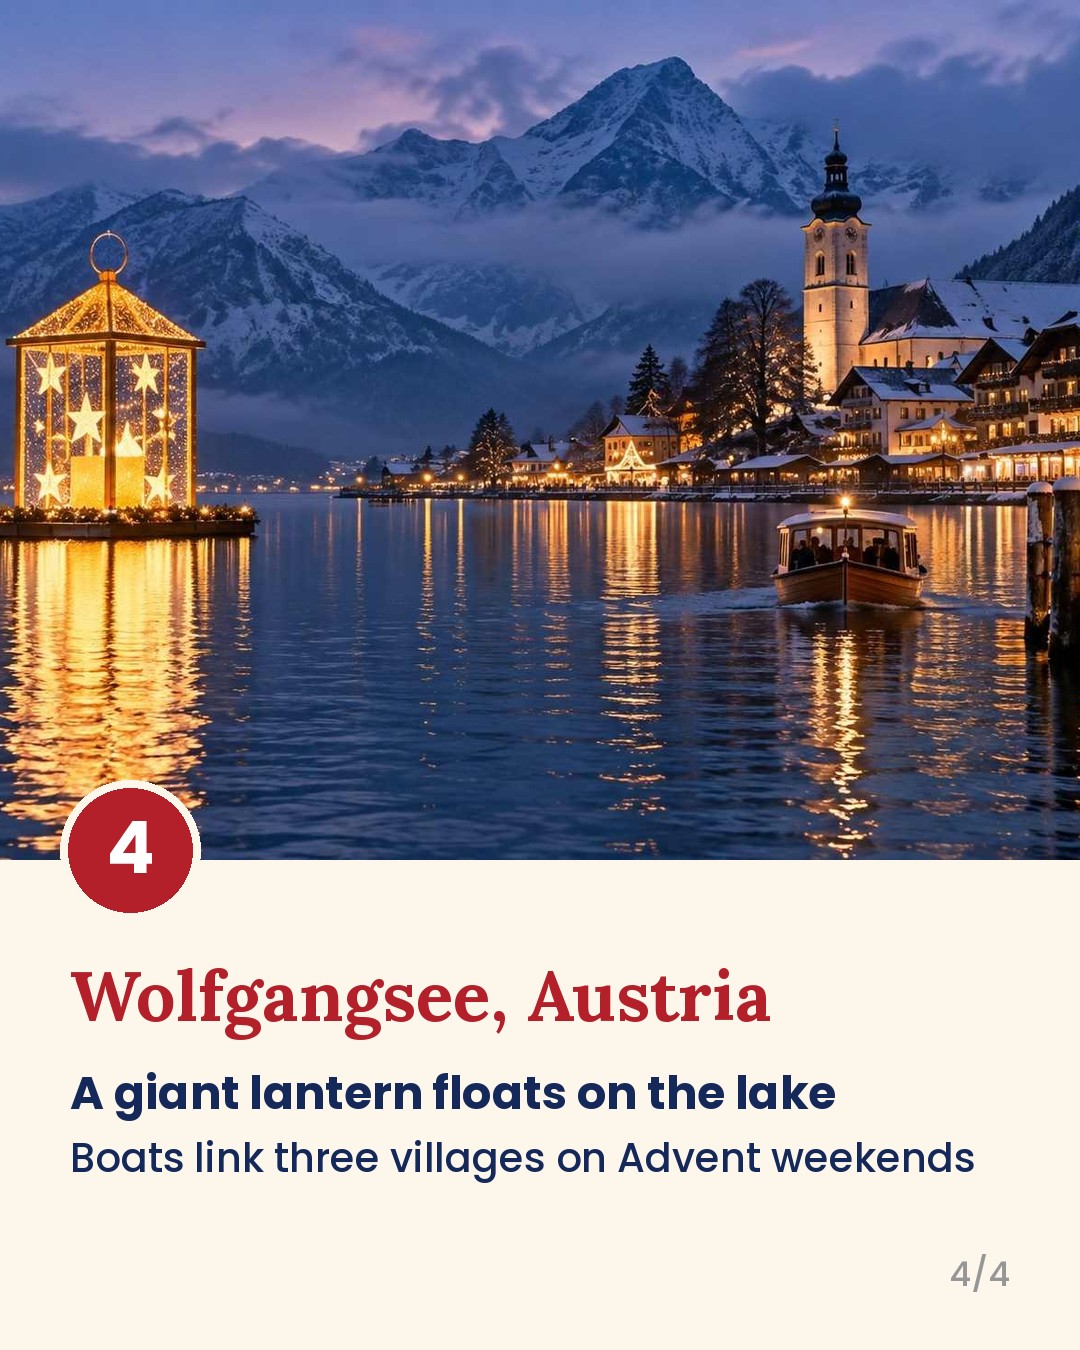 4
Wolfgangsee, Austria
A giant lantern floats on the lake
Boats link three villages on Advent weekends
4/4